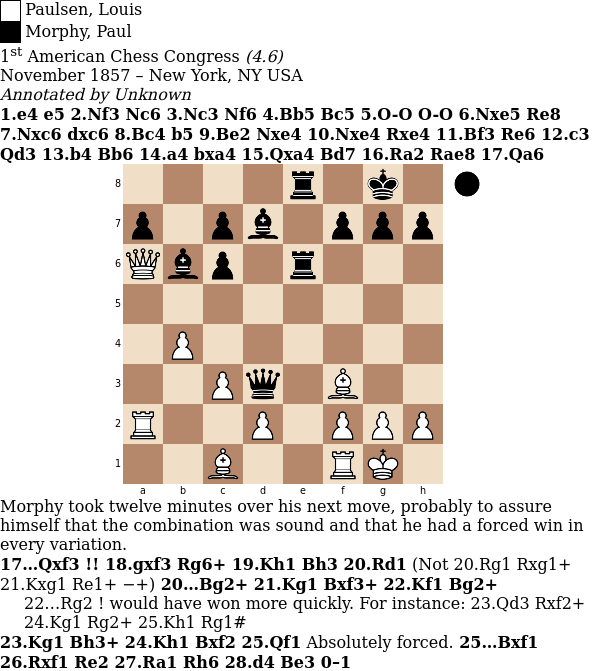 Paulsen, Louis
Morphy, Paul
1st American Chess Congress (4.6)
November 1857 – New York, NY USA
Annotated by Unknown
1.e4 e5 2.Nf3 Nc6 3.Nc3 Nf6 4.Bb5 Bc5 5.O-O O-O 6.Nxe5 Re8
7.Nxc6 dxc6 8.Bc4 b5 9.Be2 Nxe4 10.Nxe4 Rxe4 11.Bf3 Re6 12.c3
Qd3 13.b4 Bb6 14.a4 bxa4 15.Qxa4 Bd7 16.Ra2 Rae8 17.Qa6
8
7
6
5
4
3
2
1
a b c d e f g h
Morphy took twelve minutes over his next move, probably to assure
himself that the combination was sound and that he had a forced win in
every variation.
17...Qxf3 !! 18.gxf3 Rg6+ 19.Kh1 Bh3 20.Rd1 (Not 20.Rg1 Rxg1+
21.Kxg1 Re1+ −+) 20...Bg2+ 21.Kg1 Bxf3+ 22.Kf1 Bg2+
22...Rg2 ! would have won more quickly. For instance: 23.Qd3 Rxf2+
24.Kg1 Rg2+ 25.Kh1 Rg1#
23.Kg1 Bh3+ 24.Kh1 Bxf2 25.Qf1 Absolutely forced. 25...Bxf1
26.Rxf1 Re2 27.Ra1 Rh6 28.d4 Be3 0–1